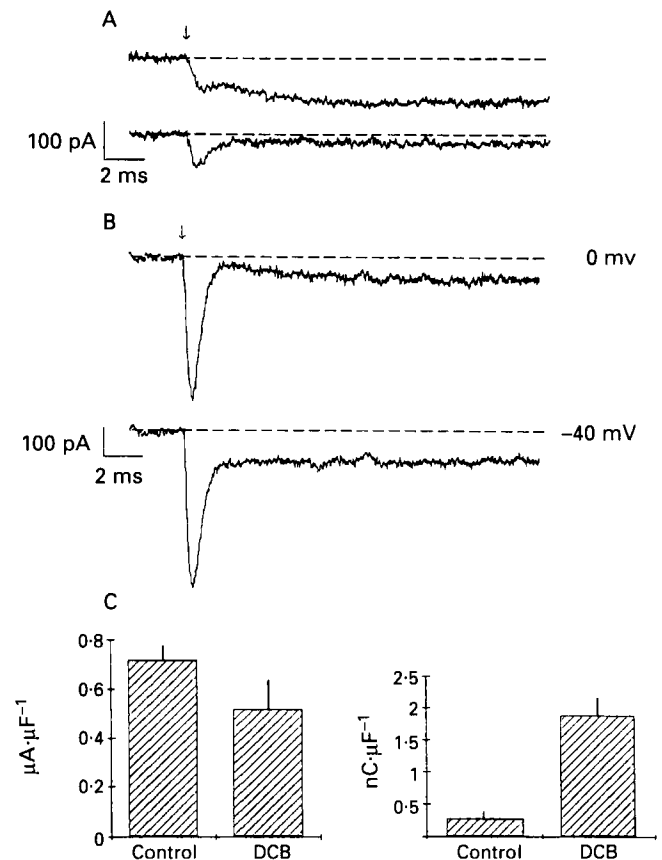 A
↓
100 pA
2 ms
B
↓
0 mv
−40 mV
100 pA
2 ms
C
0·8
0·6
0·4
0·2
0
μA·μF⁻¹
Control
DCB
2·5
2
1·5
1
0·5
nC·μF⁻¹
Control
DCB